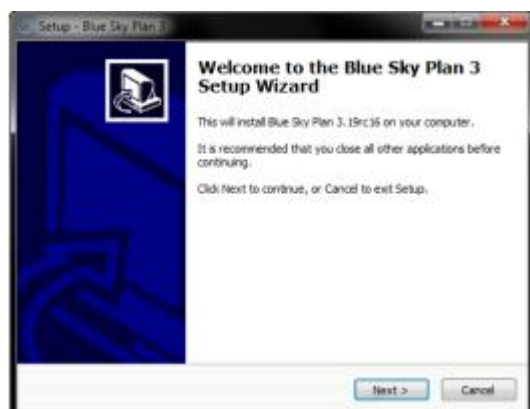 Setup - Blue Sky Plan 3
Welcome to the Blue Sky Plan 3
Setup Wizard
This will install Blue Sky Plan 3.19rc16 on your computer.
It is recommended that you close all other applications before
continuing.
Click Next to continue, or Cancel to exit Setup.
Next >
Cancel